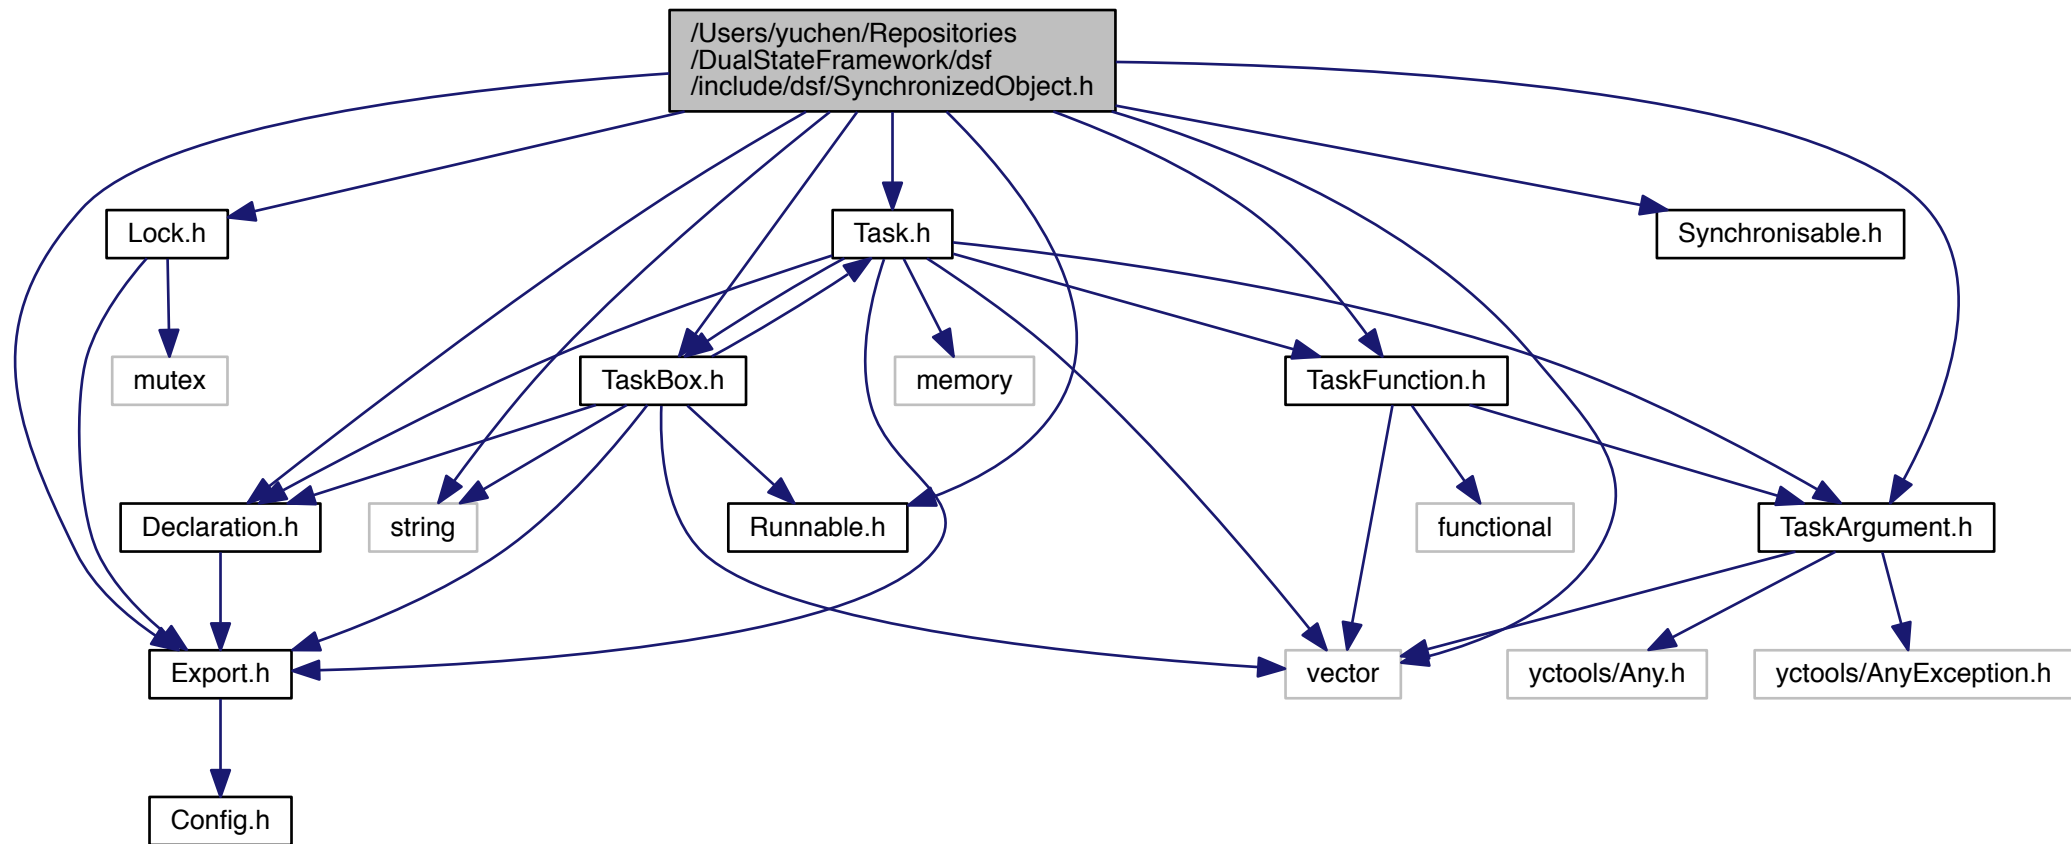 /Users/yuchen/Repositories
/DualStateFramework/dsf
/include/dsf/SynchronizedObject.h
Lock.h
Task.h
Synchronisable.h
mutex
TaskBox.h
memory
TaskFunction.h
Declaration.h
string
Runnable.h
functional
TaskArgument.h
Export.h
vector
yctools/Any.h
yctools/AnyException.h
Config.h